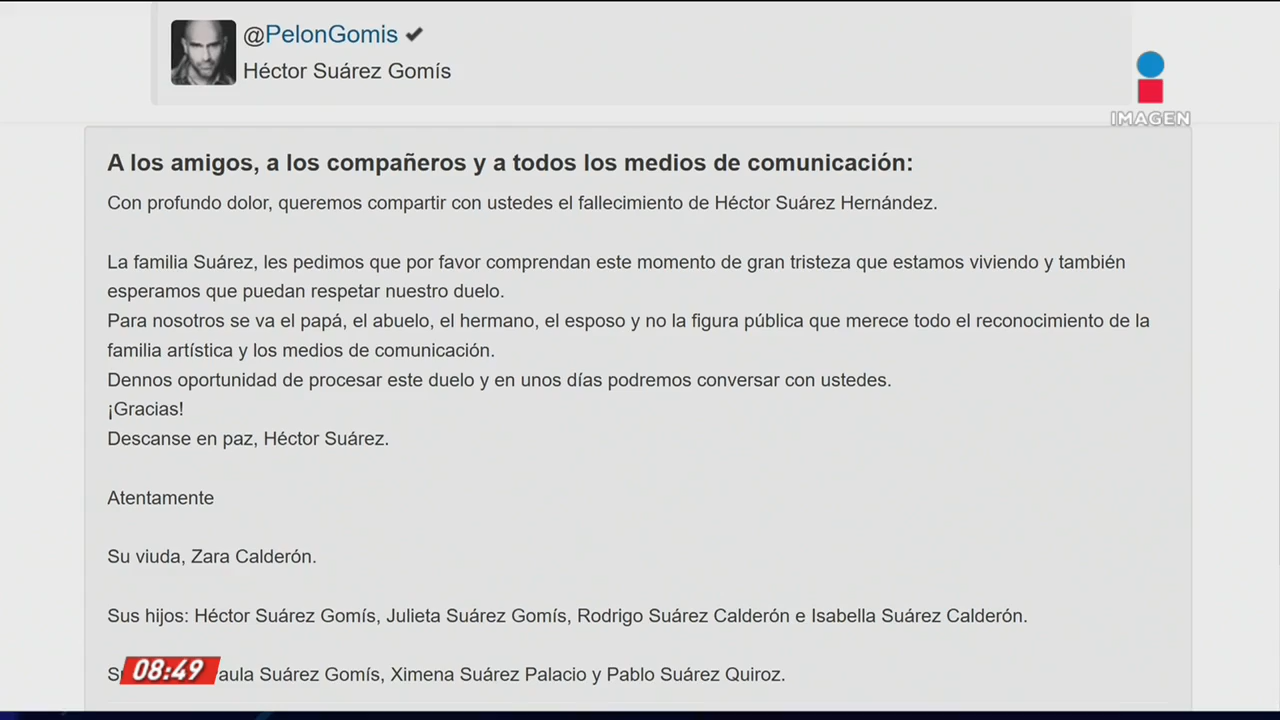 @PelonGomis
Héctor Suárez Gomís
IMAGEN
A los amigos, a los compañeros y a todos los medios de comunicación:
Con profundo dolor, queremos compartir con ustedes el fallecimiento de Héctor Suárez Hernández.
La familia Suárez, les pedimos que por favor comprendan este momento de gran tristeza que estamos viviendo y también
esperamos que puedan respetar nuestro duelo.
Para nosotros se va el papá, el abuelo, el hermano, el esposo y no la figura pública que merece todo el reconocimiento de la
familia artística y los medios de comunicación.
Dennos oportunidad de procesar este duelo y en unos días podremos conversar con ustedes.
¡Gracias!
Descanse en paz, Héctor Suárez.
Atentamente
Su viuda, Zara Calderón.
Sus hijos: Héctor Suárez Gomís, Julieta Suárez Gomís, Rodrigo Suárez Calderón e Isabella Suárez Calderón.
08:49 Suárez Gomís, Ximena Suárez Palacio y Pablo Suárez Quiroz.